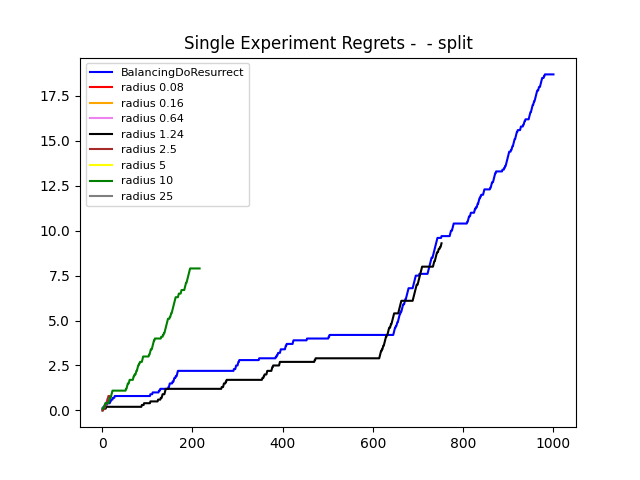 Single Experiment Regrets -  - split
BalancingDoResurrect
radius 0.08
radius 0.16
radius 0.64
radius 1.24
radius 2.5
radius 5
radius 10
radius 25
17.5
15.0
12.5
10.0
7.5
5.0
2.5
0.0
0
200
400
600
800
1000